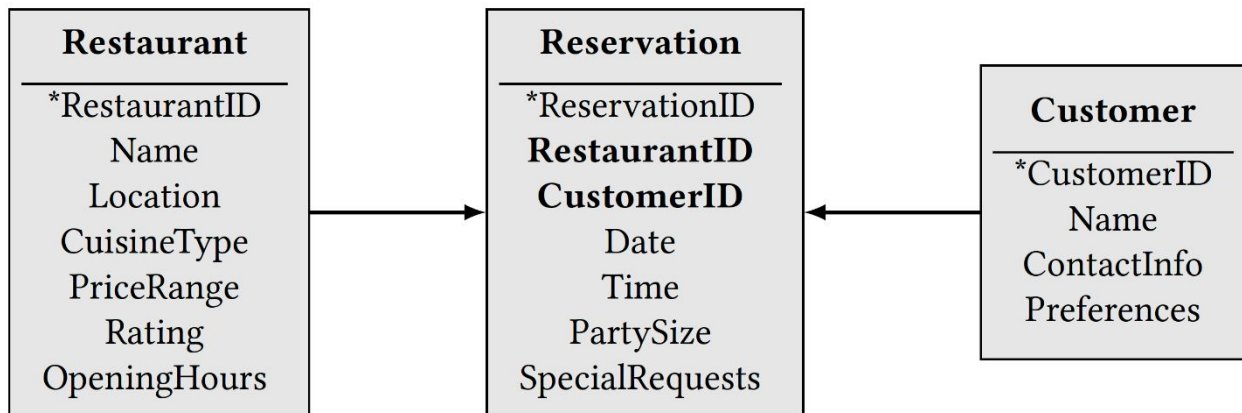 Restaurant
*RestaurantID
Name
Location
CuisineType
PriceRange
Rating
OpeningHours
Reservation
*ReservationID
RestaurantID
CustomerID
Date
Time
PartySize
SpecialRequests
Customer
*CustomerID
Name
ContactInfo
Preferences